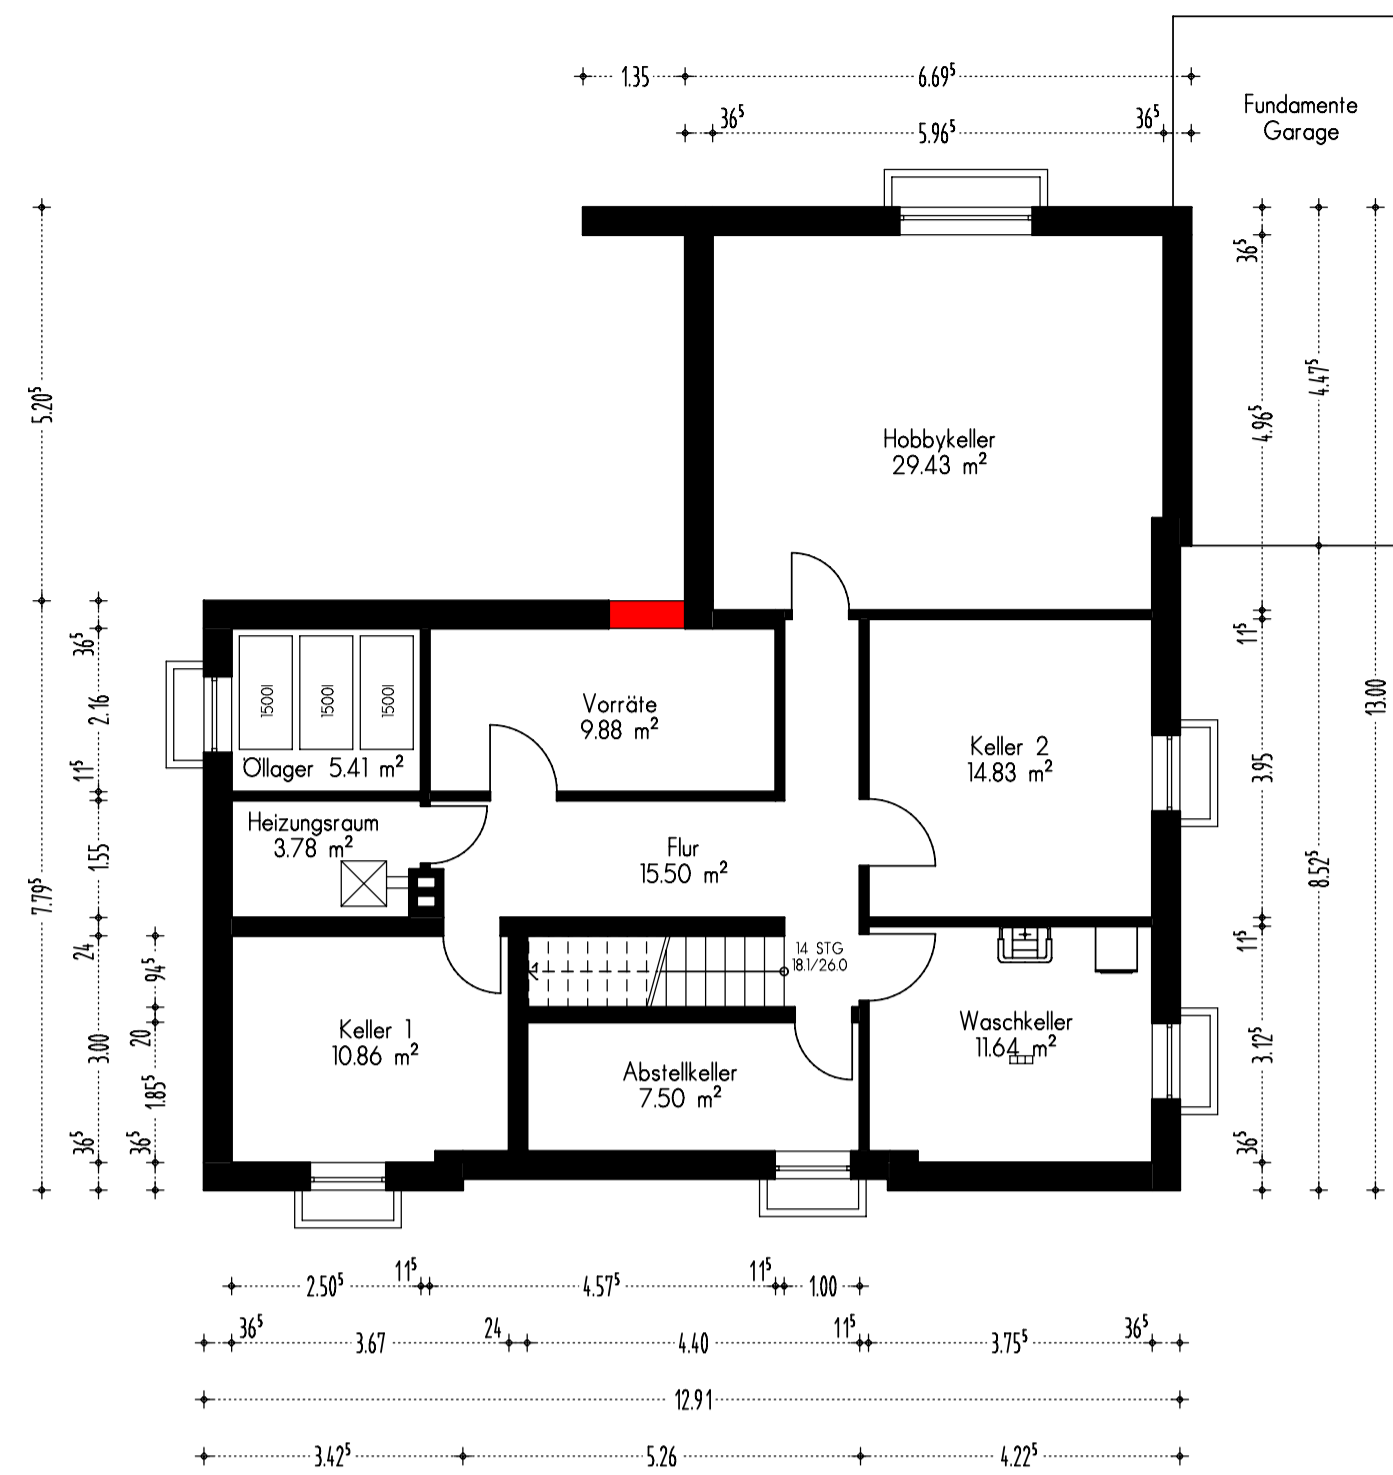 1.35
6.69⁵
36⁵
5.96⁵
36⁵
Fundamente
Garage
36⁵
5.20⁵
4.47⁵
4.96⁵
Hobbykeller
29.43 m²
36⁵
11⁵
2.16
1500l
1500l
1500l
Vorräte
9.88 m²
13.00
Keller 2
14.83 m²
3.95
Öllager 5.41 m²
11⁵
Heizungsraum
3.78 m²
Flur
15.50 m²
1.55
7.79⁵
8.52⁵
24
94⁵
11⁵
14 STG
18.1/26.0
Keller 1
10.86 m²
Waschkeller
11.64 m²
3.00
20
3.12⁵
Abstellkeller
7.50 m²
1.85⁵
36⁵
36⁵
36⁵
2.50⁵
11⁵
4.57⁵
11⁵
1.00
36⁵
3.67
24
4.40
11⁵
3.75⁵
36⁵
12.91
3.42⁵
5.26
4.22⁵